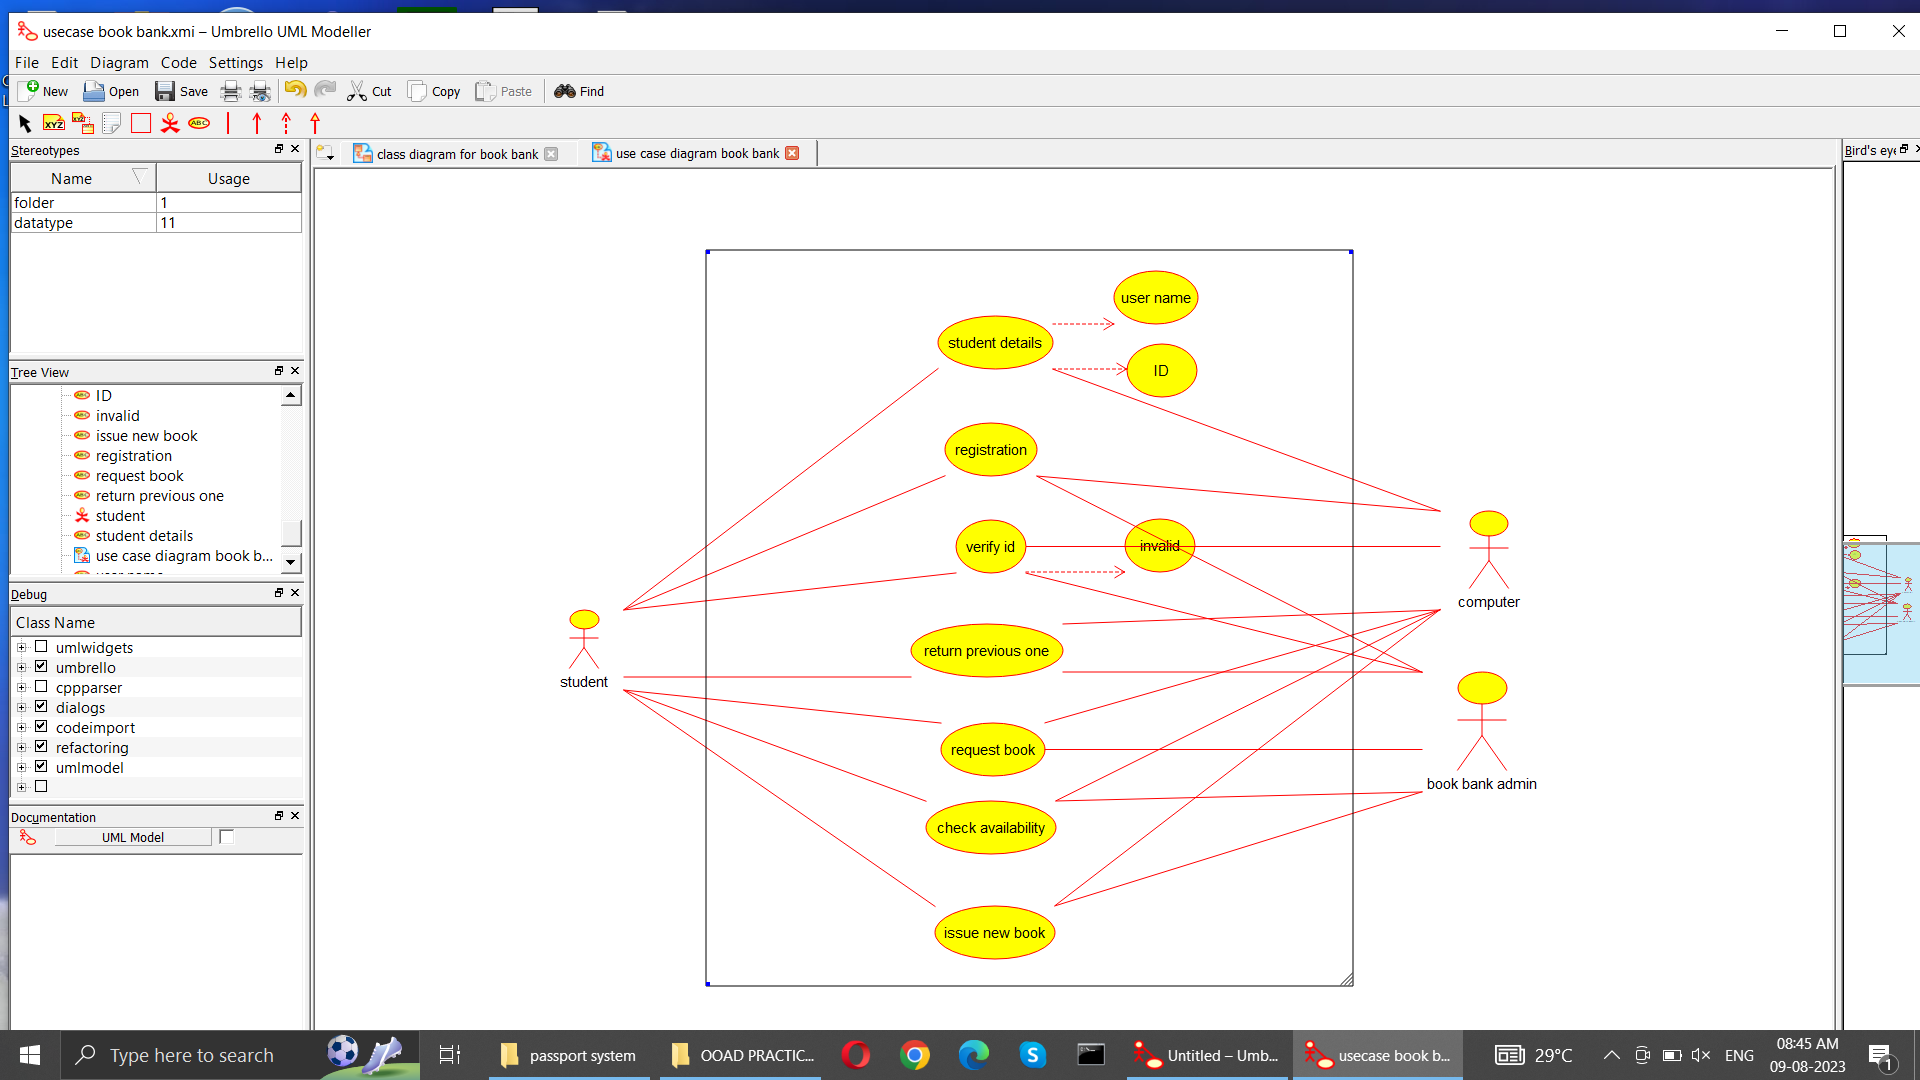 usecase book bank.xmi – Umbrello UML Modeller
File Edit Diagram Code Settings Help
New Open Save Cut Copy Paste Find
XYZ XYZ ABC
Stereotypes
Name Usage
folder 1
datatype 11
Tree View
ID
invalid
issue new book
registration
request book
return previous one
student
student details
use case diagram book b...
Debug
Class Name
umlwidgets
umbrello
cppparser
dialogs
codeimport
refactoring
umlmodel
Documentation
UML Model
class diagram for book bank
use case diagram book bank
Bird's eye
user name
student details
ID
registration
verify id
invalid
computer
return previous one
student
request book
book bank admin
check availability
issue new book
Type here to search
passport system
OOAD PRACTIC...
Untitled – Umb...
usecase book b...
29°C
ENG
08:45 AM
09-08-2023
1